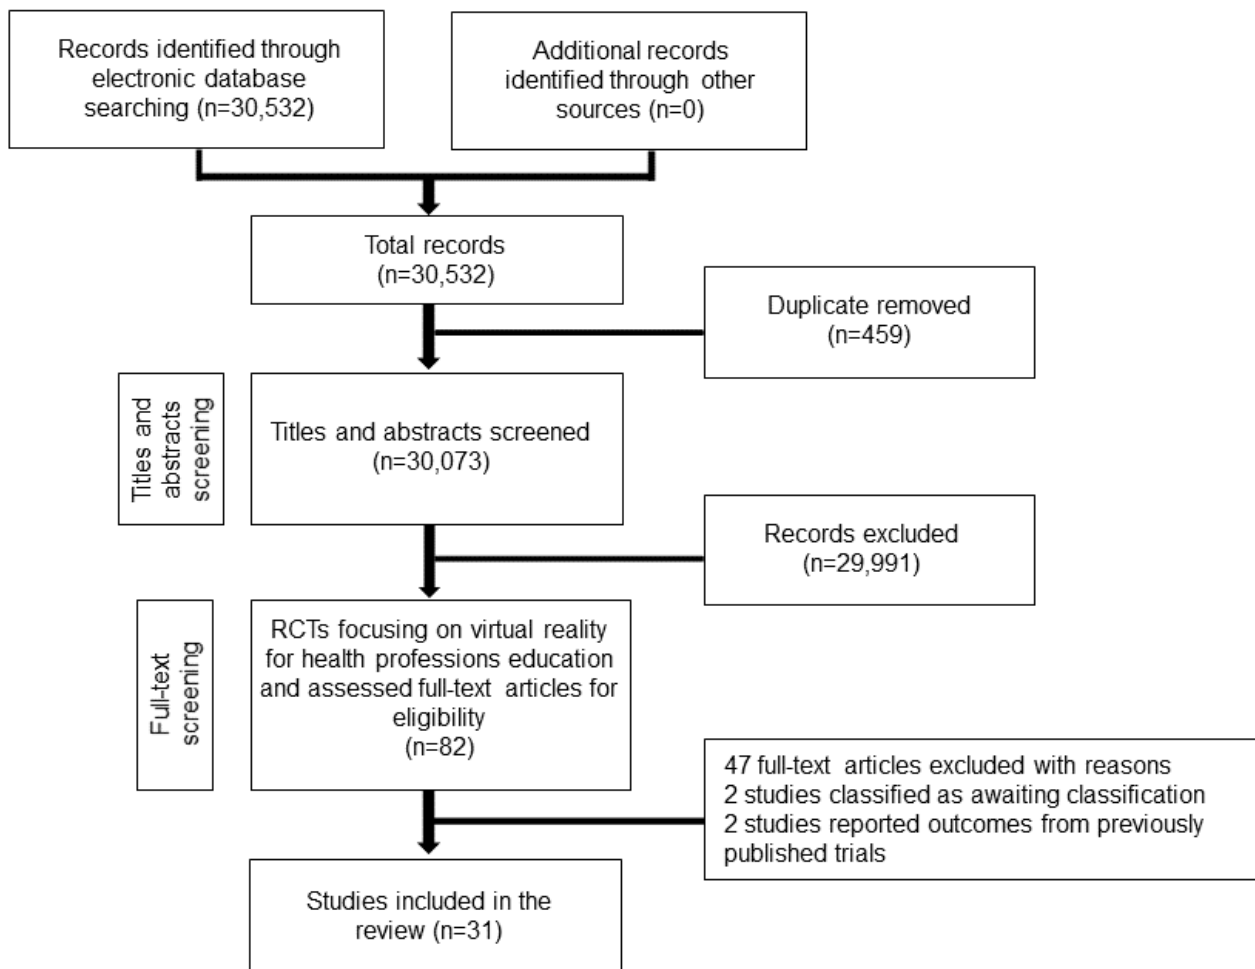 Records identified through
electronic database
searching (n=30,532)
Additional records
identified through other
sources (n=0)
Total records
(n=30,532)
Duplicate removed
(n=459)
Titles and
abstracts
screening
Titles and abstracts screened
(n=30,073)
Records excluded
(n=29,991)
Full-text
screening
RCTs focusing on virtual reality
for health professions education
and assessed full-text articles for
eligibility
(n=82)
47 full-text articles excluded with reasons
2 studies classified as awaiting classification
2 studies reported outcomes from previously
published trials
Studies included in the
review (n=31)